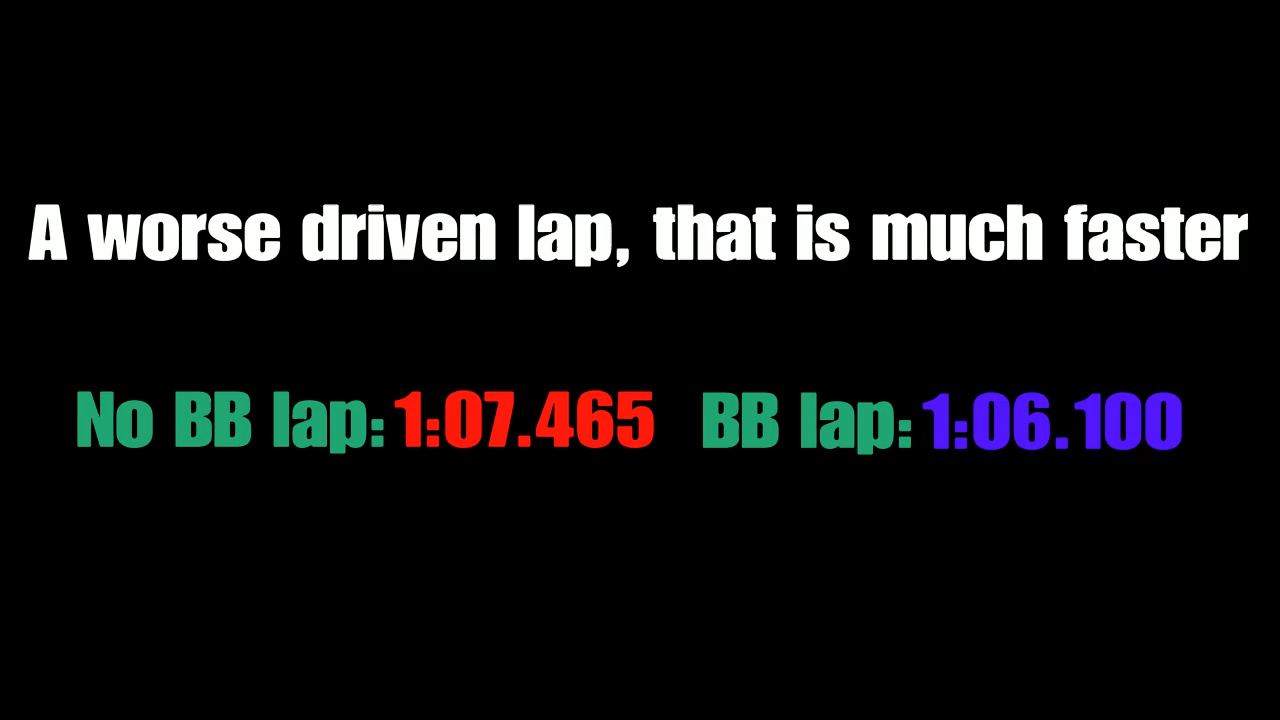 A worse driven lap, that is much faster
No BB lap: 1:07.465 BB lap: 1:06.100